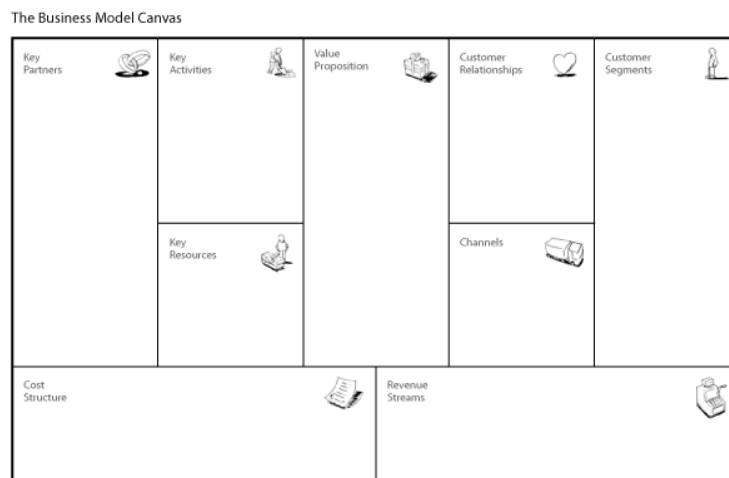 The Business Model Canvas
Key
Partners
Key
Activities
Value
Proposition
Customer
Relationships
Customer
Segments
Key
Resources
Channels
Cost
Structure
Revenue
Streams